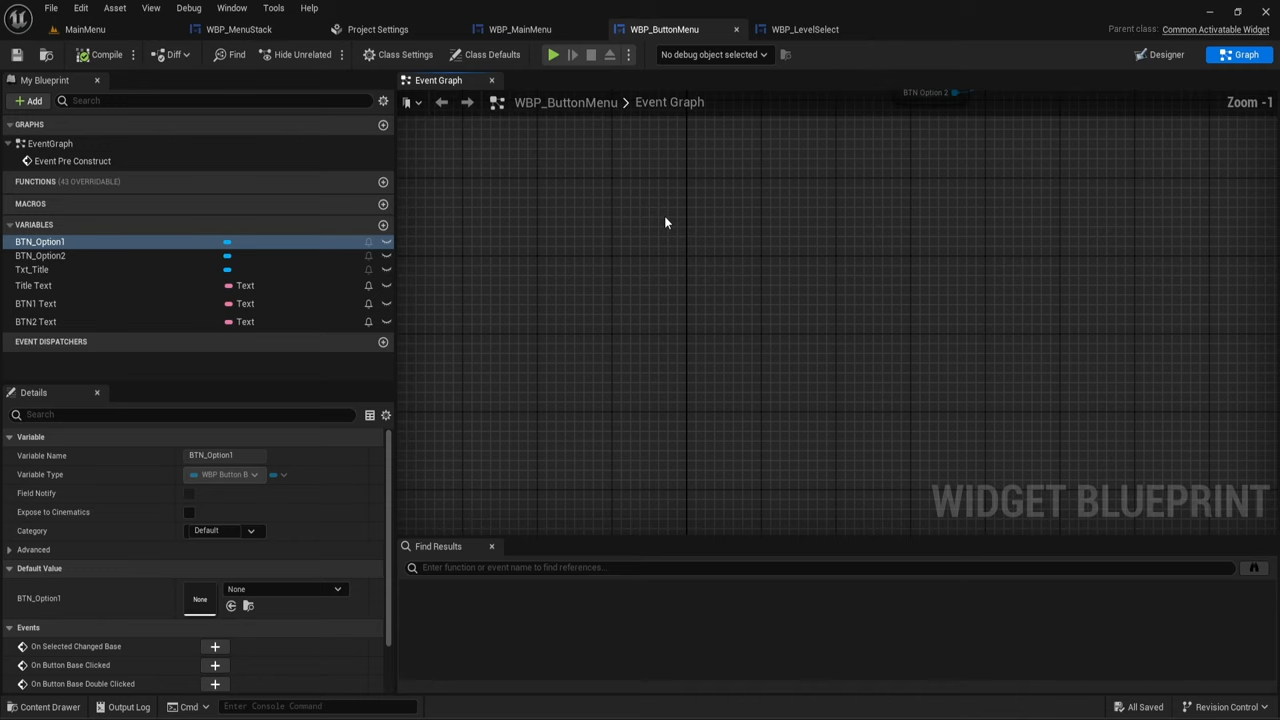 File Edit Asset View Debug Window Tools Help
MainMenu WBP_MenuStack Project Settings WBP_MainMenu WBP_ButtonMenu WBP_LevelSelect Parent class: Common Activatable Widget
Compile Diff Find Hide Unrelated Class Settings Class Defaults No debug object selected Designer Graph
My Blueprint
Add Search
GRAPHS
EventGraph
Event Pre Construct
FUNCTIONS (43 OVERRIDABLE)
MACROS
VARIABLES
BTN_Option1
BTN_Option2
Txt_Title
Title Text Text
BTN1 Text Text
BTN2 Text Text
EVENT DISPATCHERS
Details
Search
Variable
Variable Name BTN_Option1
Variable Type WBP Button B
Field Notify
Expose to Cinematics
Category Default
Advanced
Default Value
BTN_Option1 None None
Events
On Selected Changed Base
On Button Base Clicked
On Button Base Double Clicked
Event Graph
WBP_ButtonMenu > Event Graph Zoom -1
BTN Option 2
WIDGET BLUEPRINT
Find Results
Enter function or event name to find references...
Content Drawer Output Log Cmd Enter Console Command All Saved Revision Control